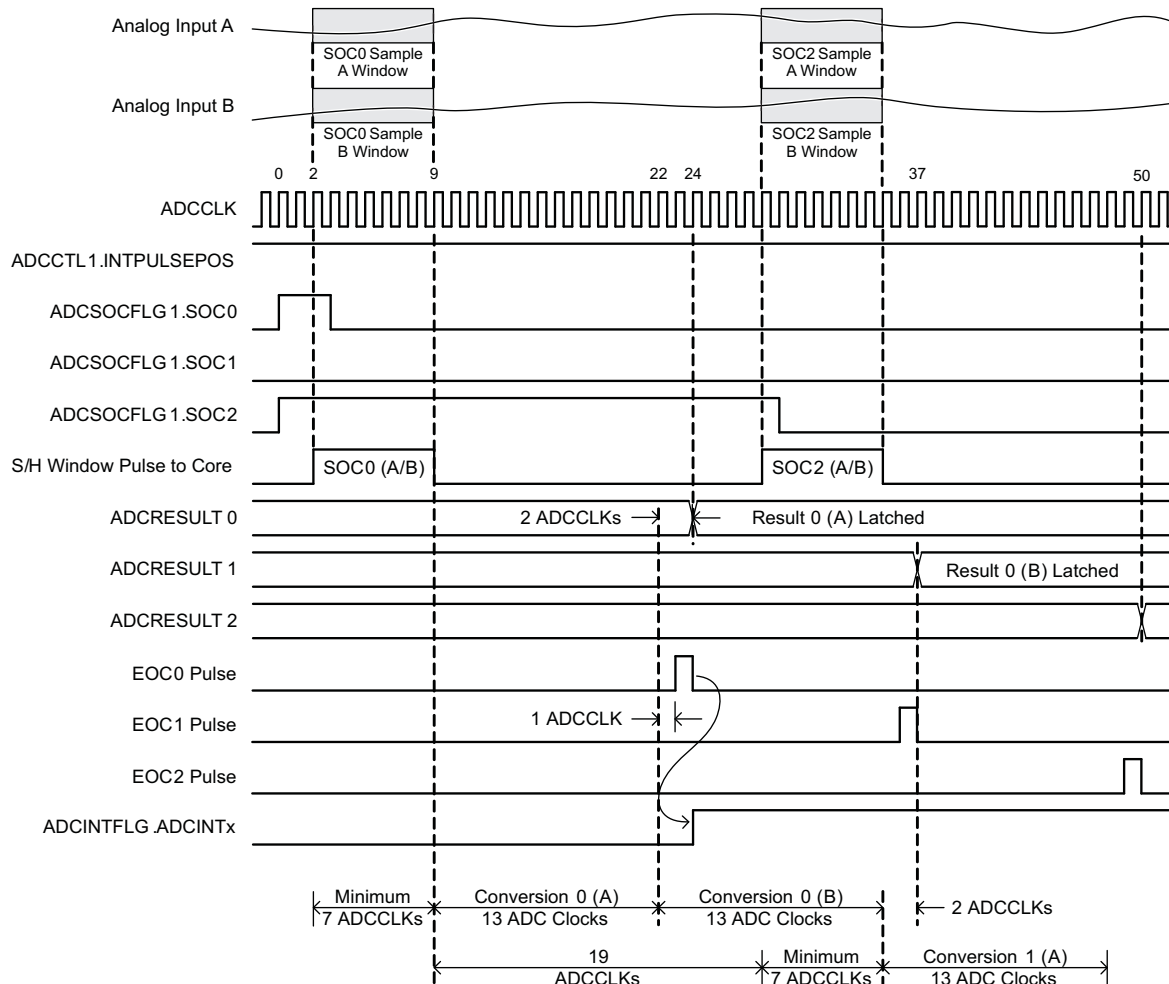 Analog Input A
SOC0 Sample
A Window
SOC2 Sample
A Window
Analog Input B
SOC0 Sample
B Window
SOC2 Sample
B Window
0 2 9 22 24 37 50
ADCCLK
ADCCTL1.INTPULSEPOS
ADCSOCFLG1.SOC0
ADCSOCFLG1.SOC1
ADCSOCFLG1.SOC2
S/H Window Pulse to Core SOC0 (A/B) SOC2 (A/B)
ADCRESULT 0 2 ADCCLKs Result 0 (A) Latched
ADCRESULT 1 Result 0 (B) Latched
ADCRESULT 2
EOC0 Pulse
EOC1 Pulse 1 ADCCLK
EOC2 Pulse
ADCINTFLG.ADCINTx
Minimum
7 ADCCLKs
Conversion 0 (A)
13 ADC Clocks
Conversion 0 (B)
13 ADC Clocks
2 ADCCLKs
19
ADCCLKs
Minimum
7 ADCCLKs
Conversion 1 (A)
13 ADC Clocks